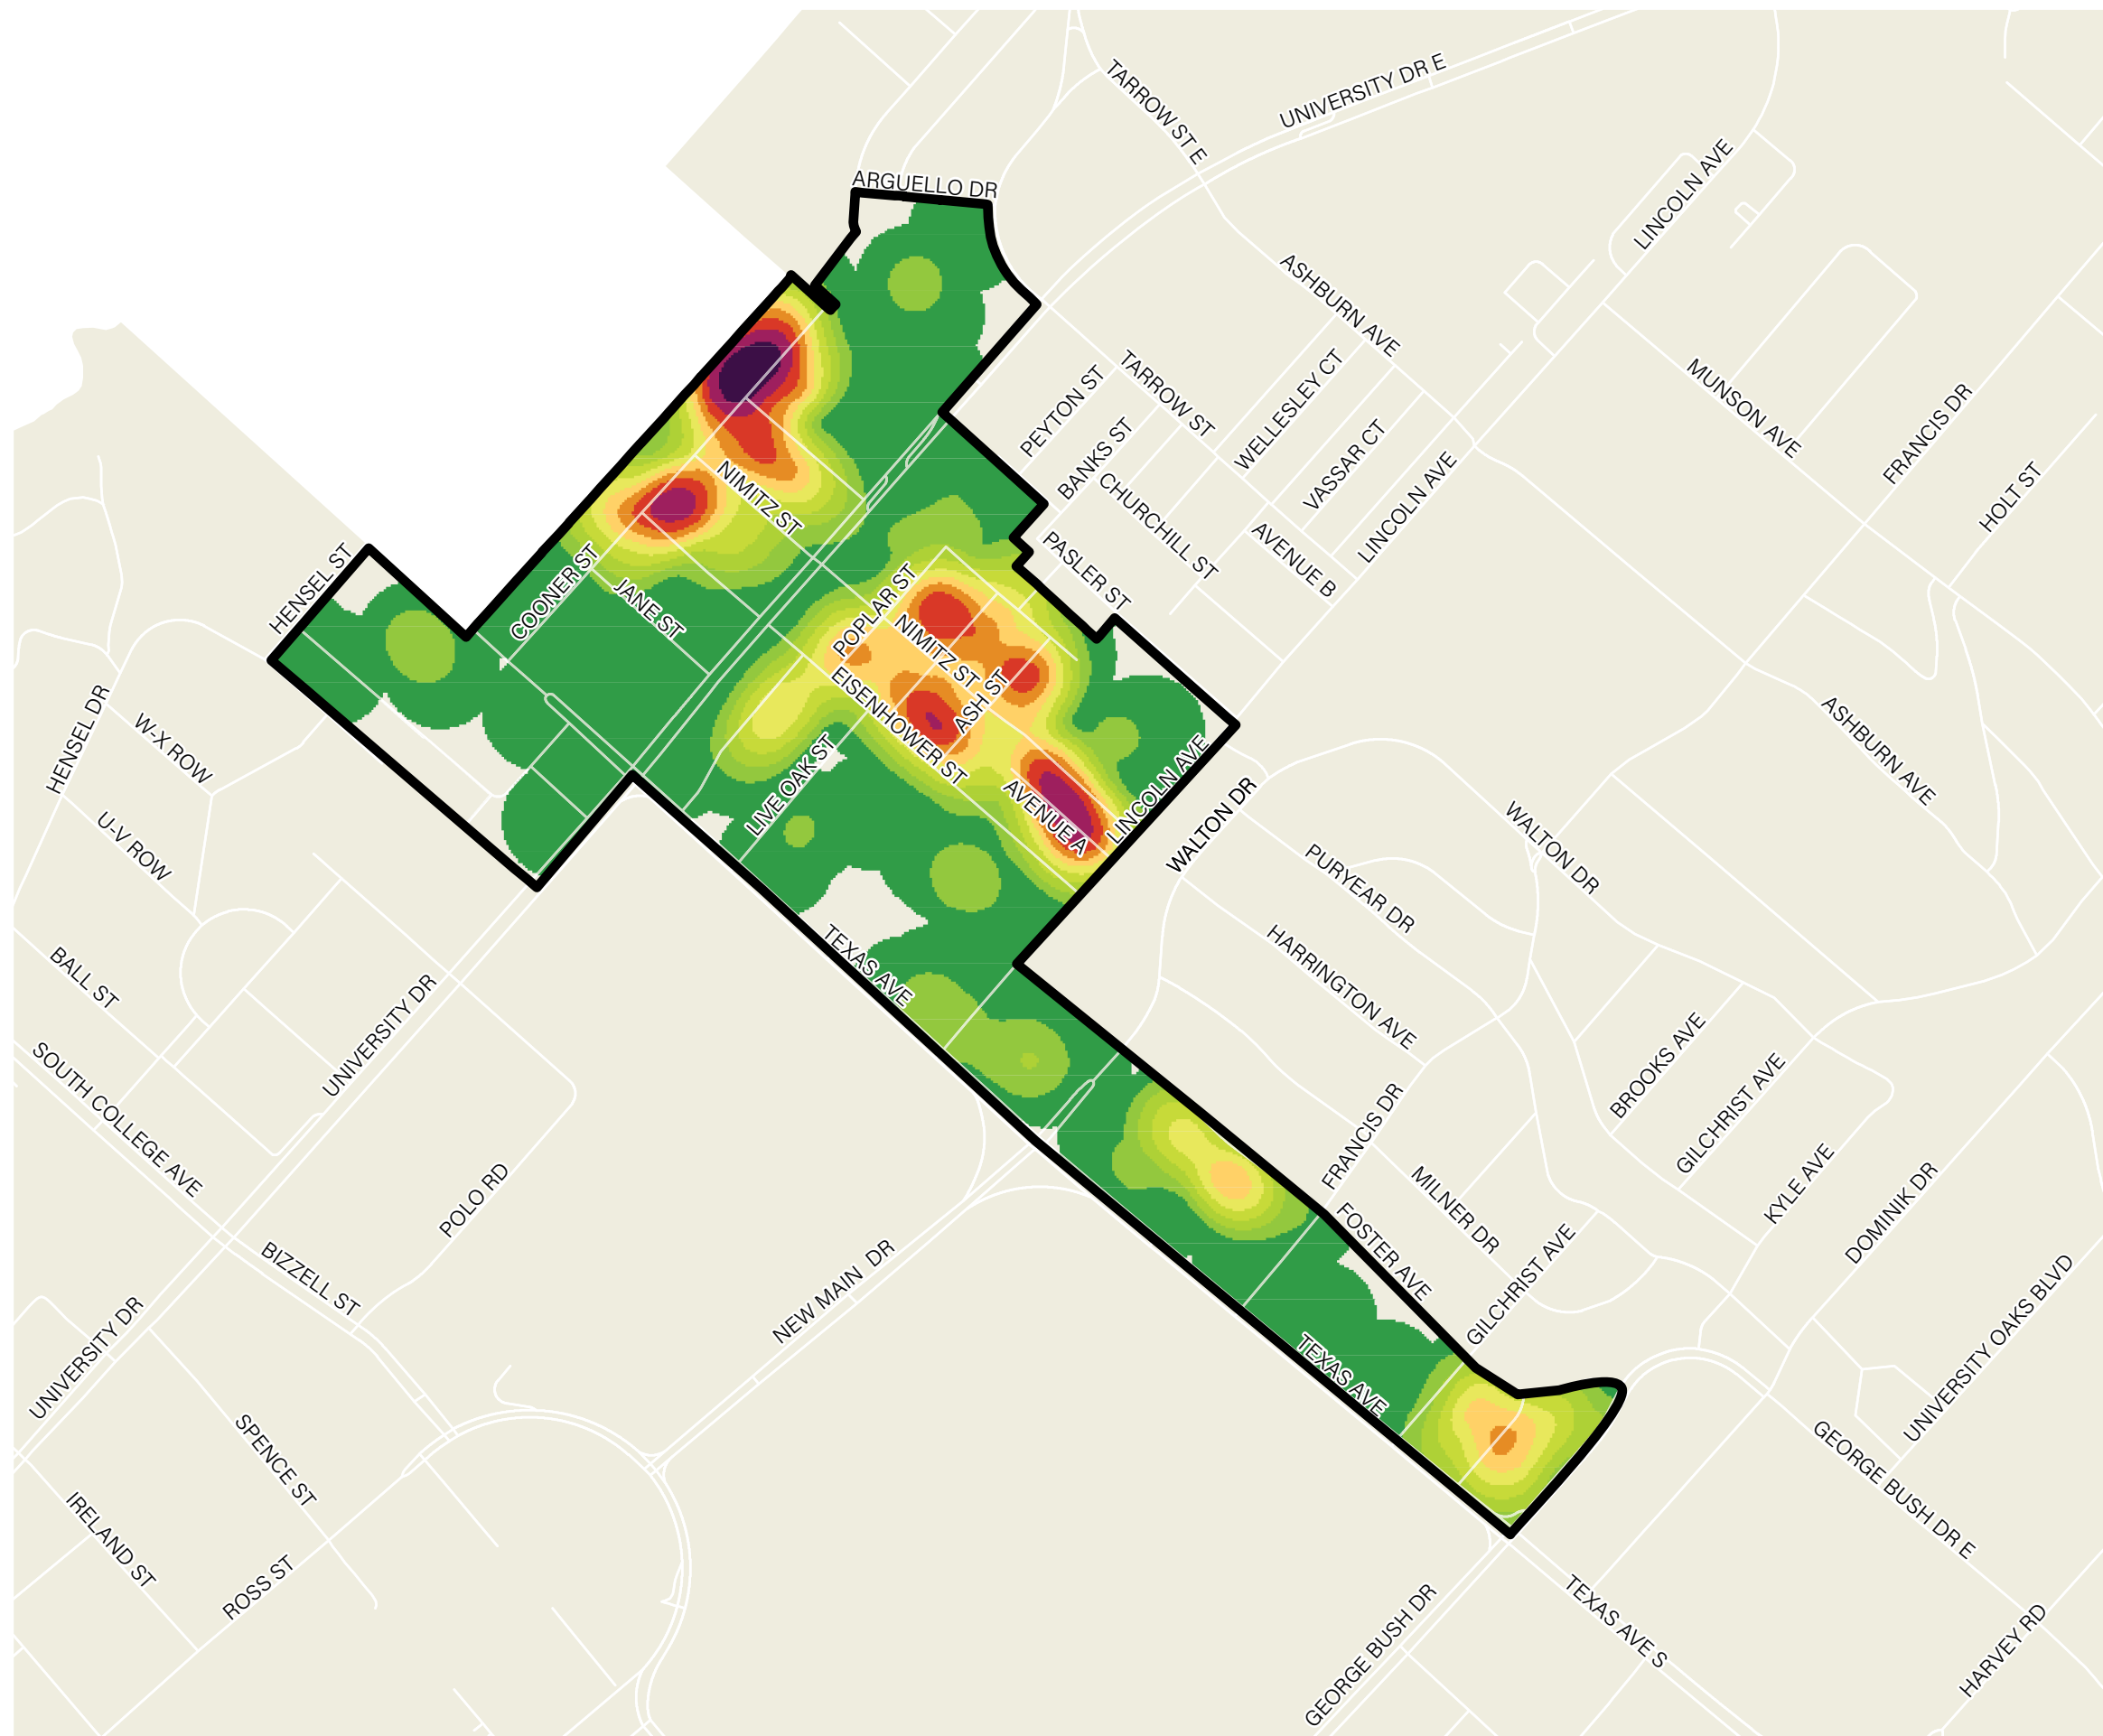 TARROW ST E
UNIVERSITY DR E
ARGUELLO DR
LINCOLN AVE
ASHBURN AVE
TARROW ST
PEYTON ST
WELLESLEY CT
MUNSON AVE
FRANCIS DR
BANKS ST
VASSAR CT
LINCOLN AVE
HOLT ST
CHURCHILL ST
NIMITZ ST
AVENUE B
PASLER ST
HENSEL ST
COONER ST
JANE ST
POPLAR ST
NIMITZ ST
EISENHOWER ST
ASH ST
HENSEL DR
W-X ROW
LIVE OAK ST
AVENUE A
LINCOLN AVE
ASHBURN AVE
WALTON DR
WALTON DR
U-V ROW
PURYEAR DR
HARRINGTON AVE
TEXAS AVE
BALL ST
UNIVERSITY DR
BROOKS AVE
GILCHRIST AVE
SOUTH COLLEGE AVE
FRANCIS DR
KYLE AVE
DOMINIK DR
POLO RD
MILNER DR
FOSTER AVE
GILCHRIST AVE
NEW MAIN DR
BIZZELL ST
UNIVERSITY DR
UNIVERSITY OAKS BLVD
TEXAS AVE
SPENCE ST
GEORGE BUSH DR E
IRELAND ST
ROSS ST
GEORGE BUSH DR
TEXAS AVE S
HARVEY RD